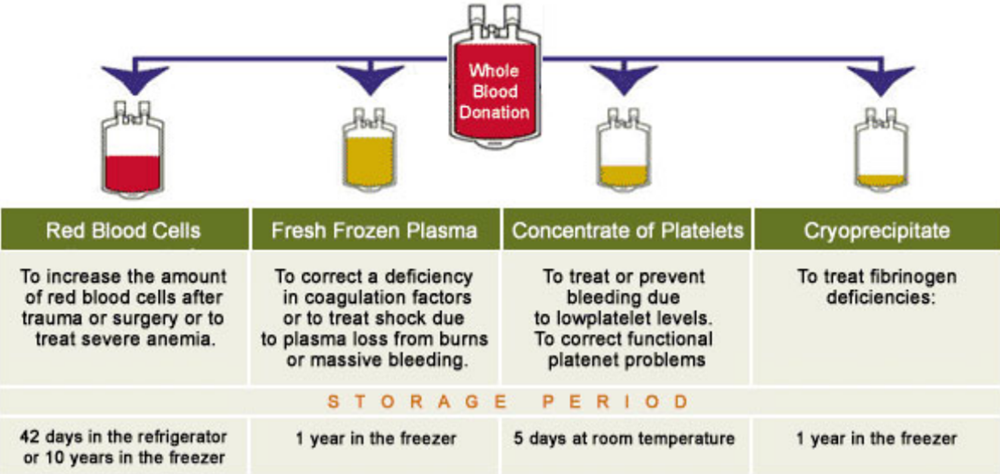 Whole
Blood
Donation
Red Blood Cells
Fresh Frozen Plasma
Concentrate of Platelets
Cryoprecipitate
To increase the amount
of red blood cells after
trauma or surgery or to
treat severe anemia.
To correct a deficiency
in coagulation factors
or to treat shock due
to plasma loss from burns
or massive bleeding.
To treat or prevent
bleeding due
to lowplatelet levels.
To correct functional
platenet problems
To treat fibrinogen
deficiencies:
STORAGE PERIOD
42 days in the refrigerator
or 10 years in the freezer
1 year in the freezer
5 days at room temperature
1 year in the freezer